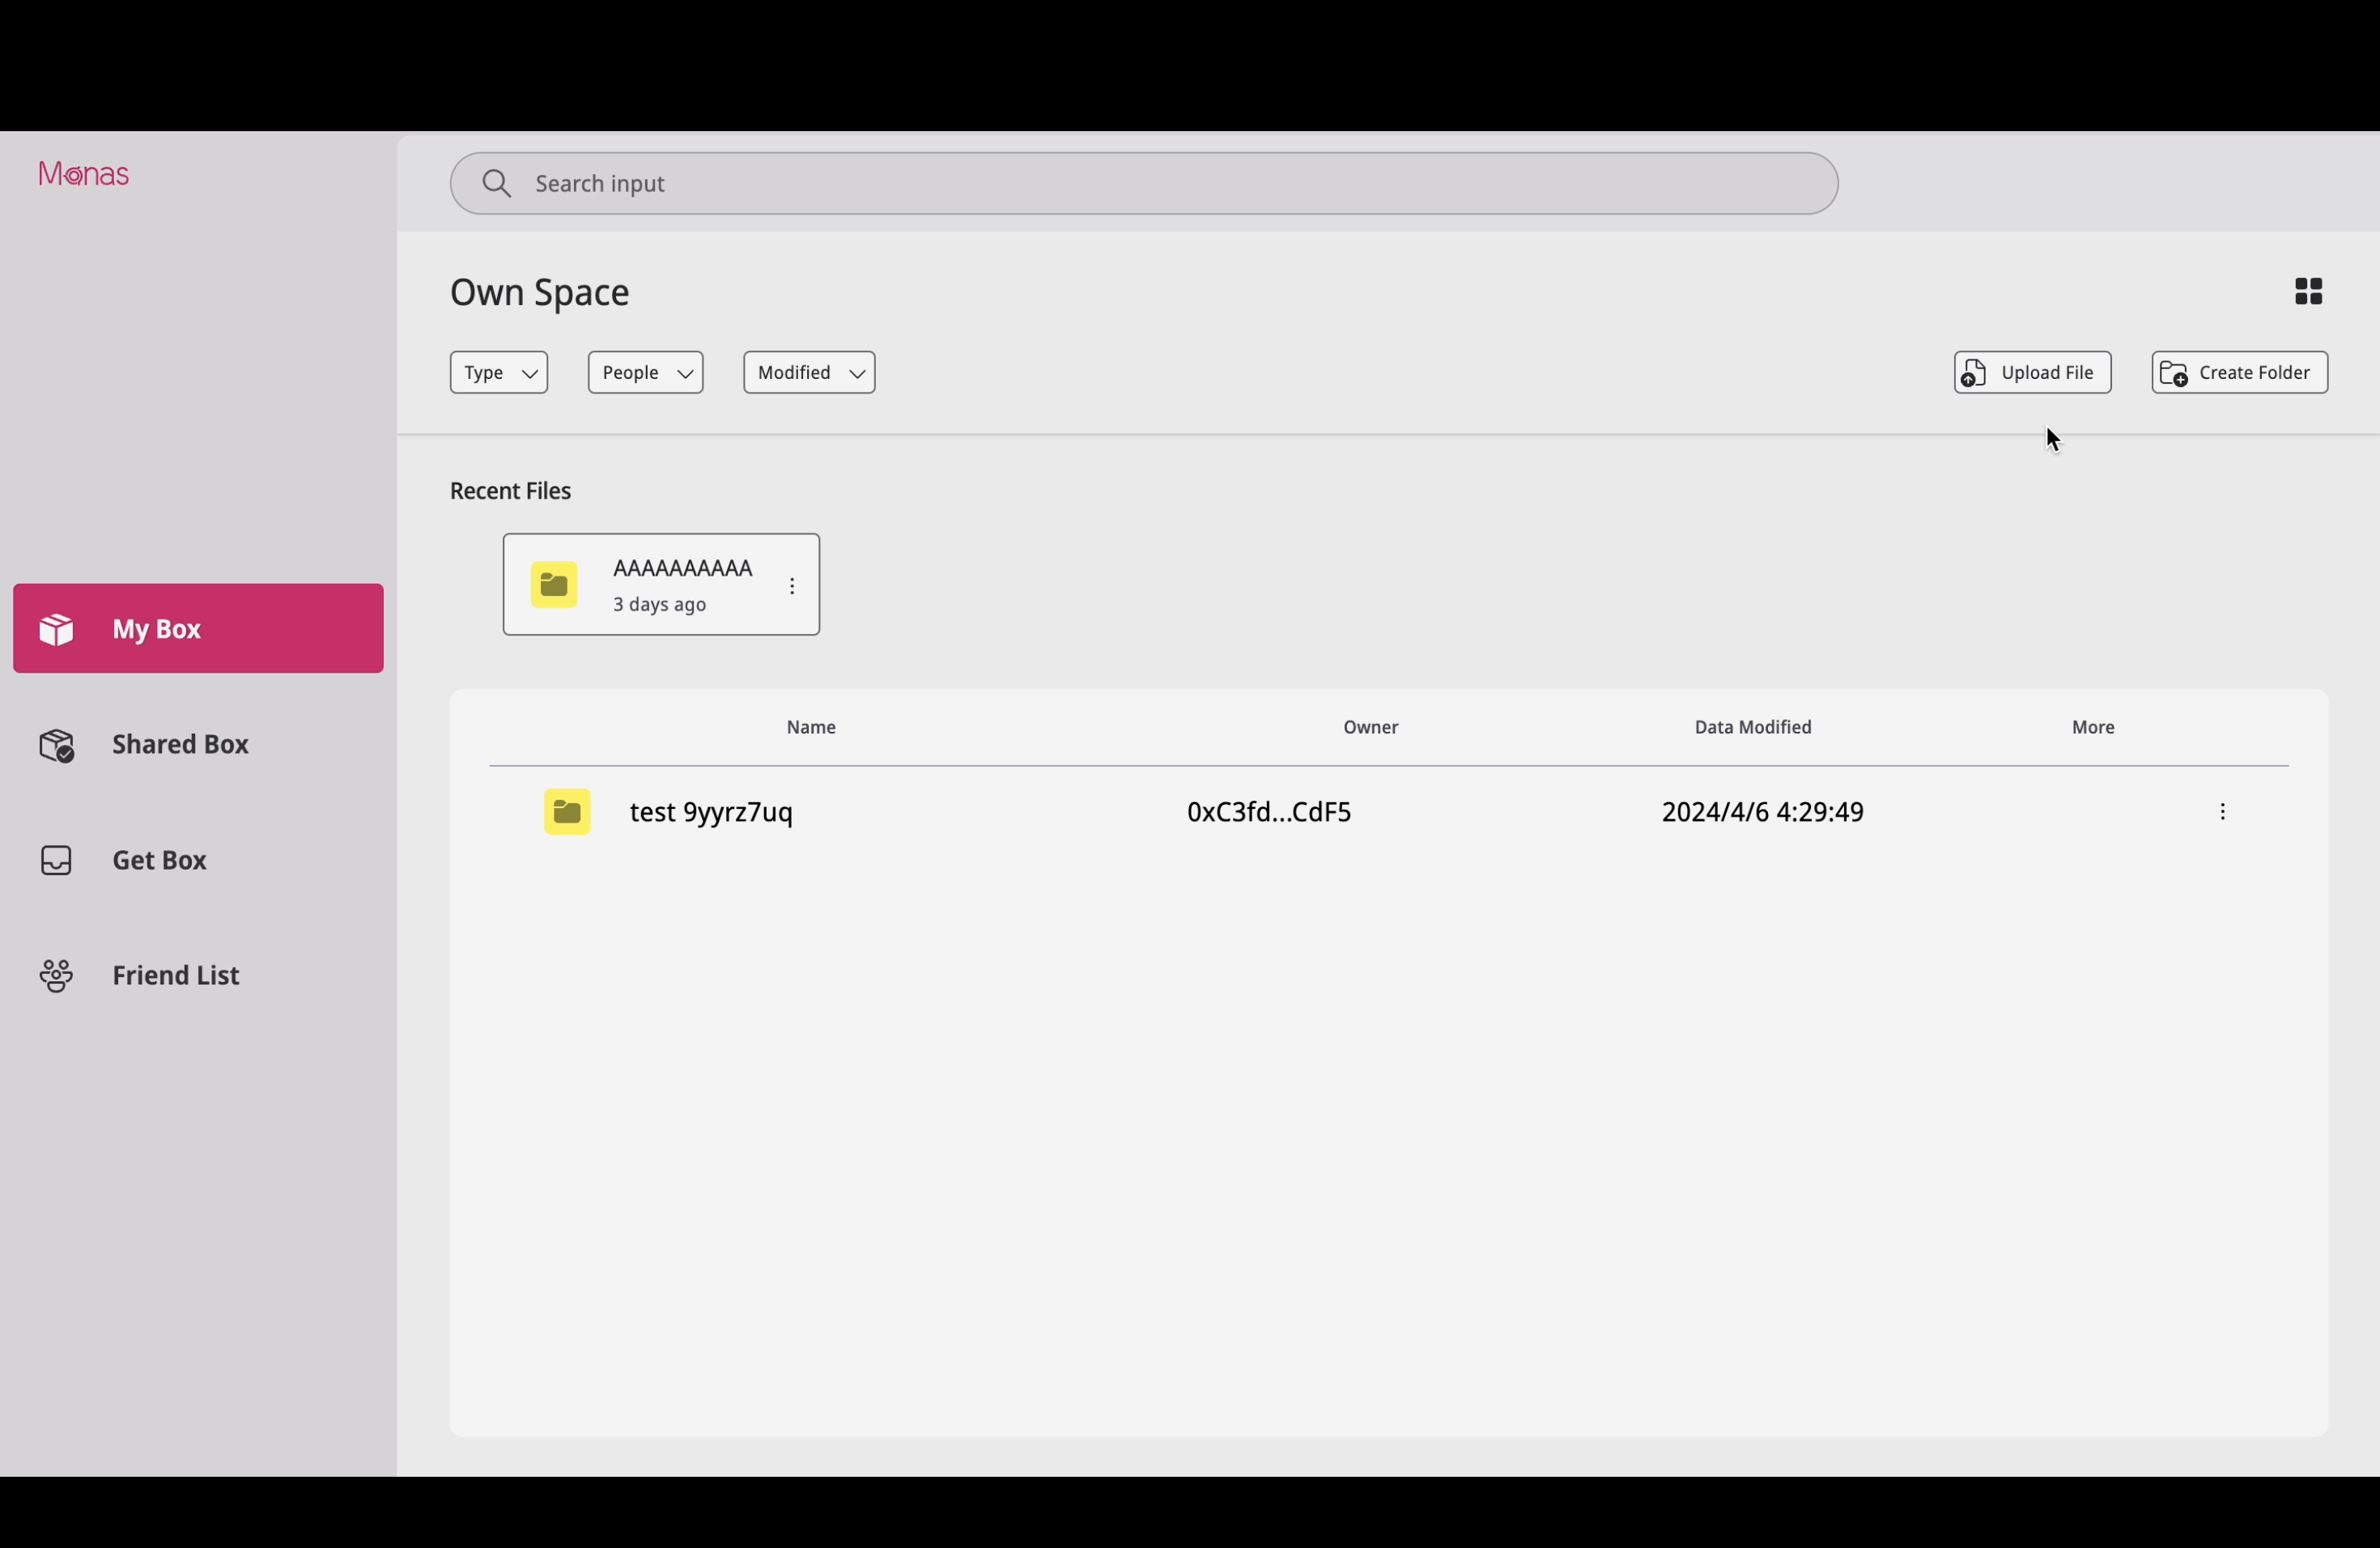 Monas
Search input
Own Space
Type
People
Modified
Upload File
Create Folder
Recent Files
AAAAAAAAAA
3 days ago
My Box
Shared Box
Get Box
Friend List
Name Owner Data Modified More
test 9yyrz7uq 0xC3fd...CdF5 2024/4/6 4:29:49